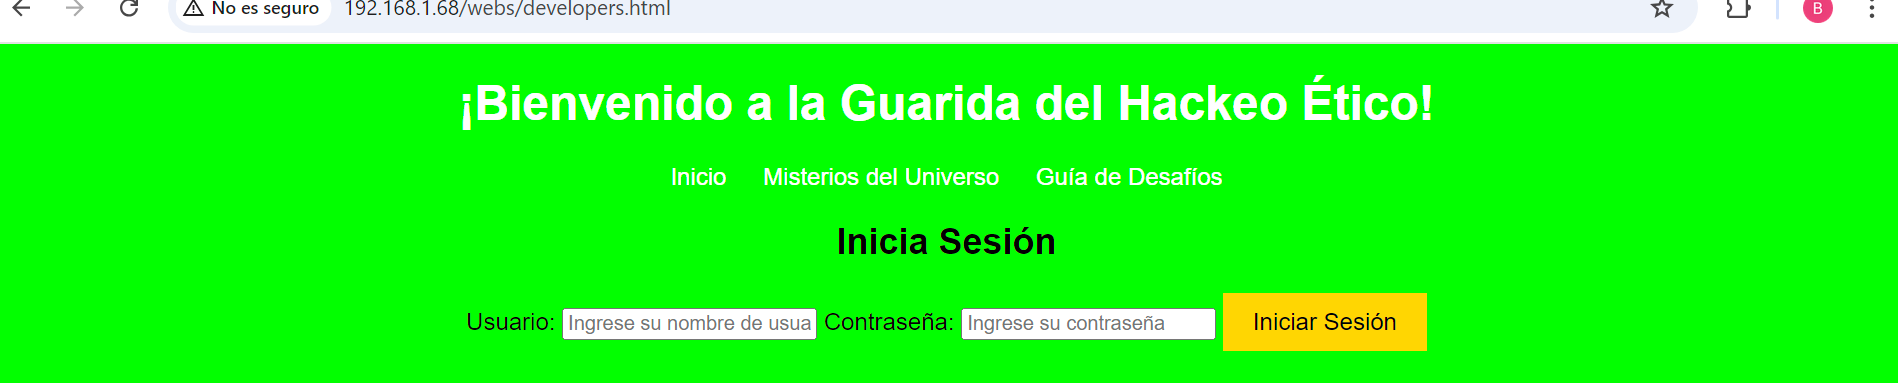 No es seguro 192.168.1.68/webs/developers.html
B
¡Bienvenido a la Guarida del Hackeo Ético!
Inicio Misterios del Universo Guía de Desafíos
Inicia Sesión
Usuario: Ingrese su nombre de usua Contraseña: Ingrese su contraseña Iniciar Sesión